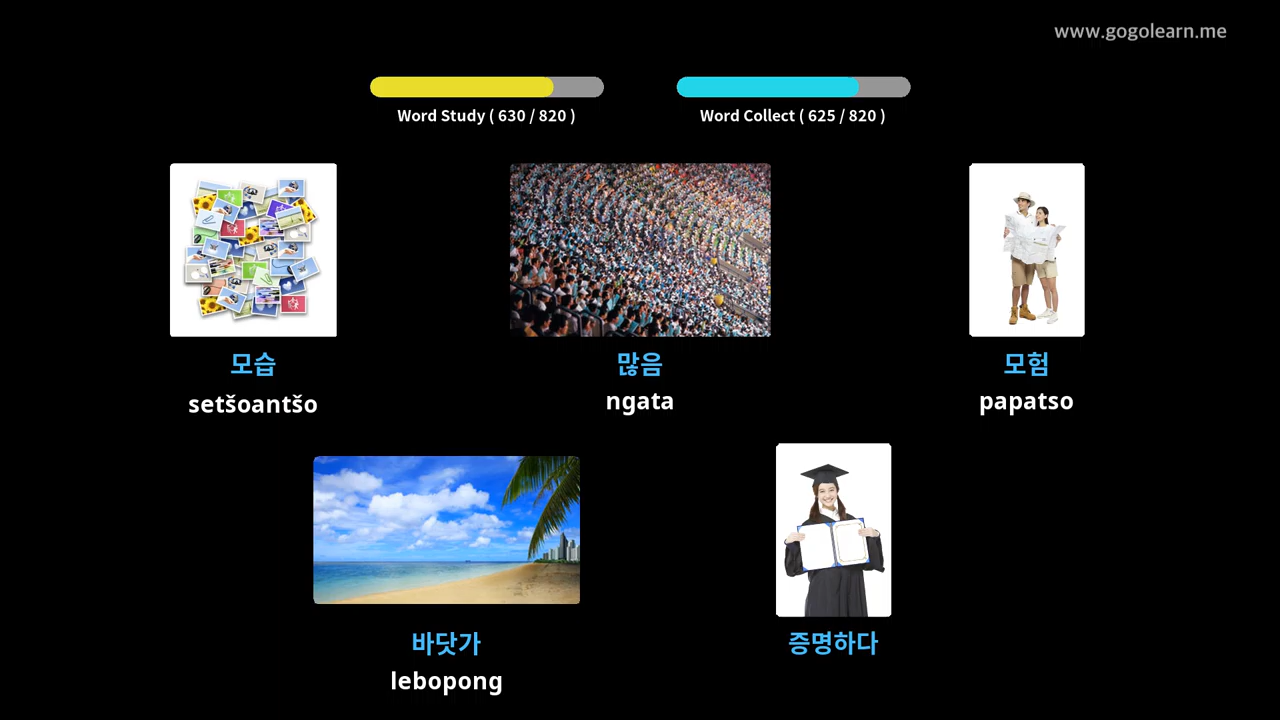 www.gogolearn.me
Word Study ( 630 / 820 )
Word Collect ( 625 / 820 )
모습
많음
모험
setšoantšo
ngata
papatso
바닷가
증명하다
lebopong